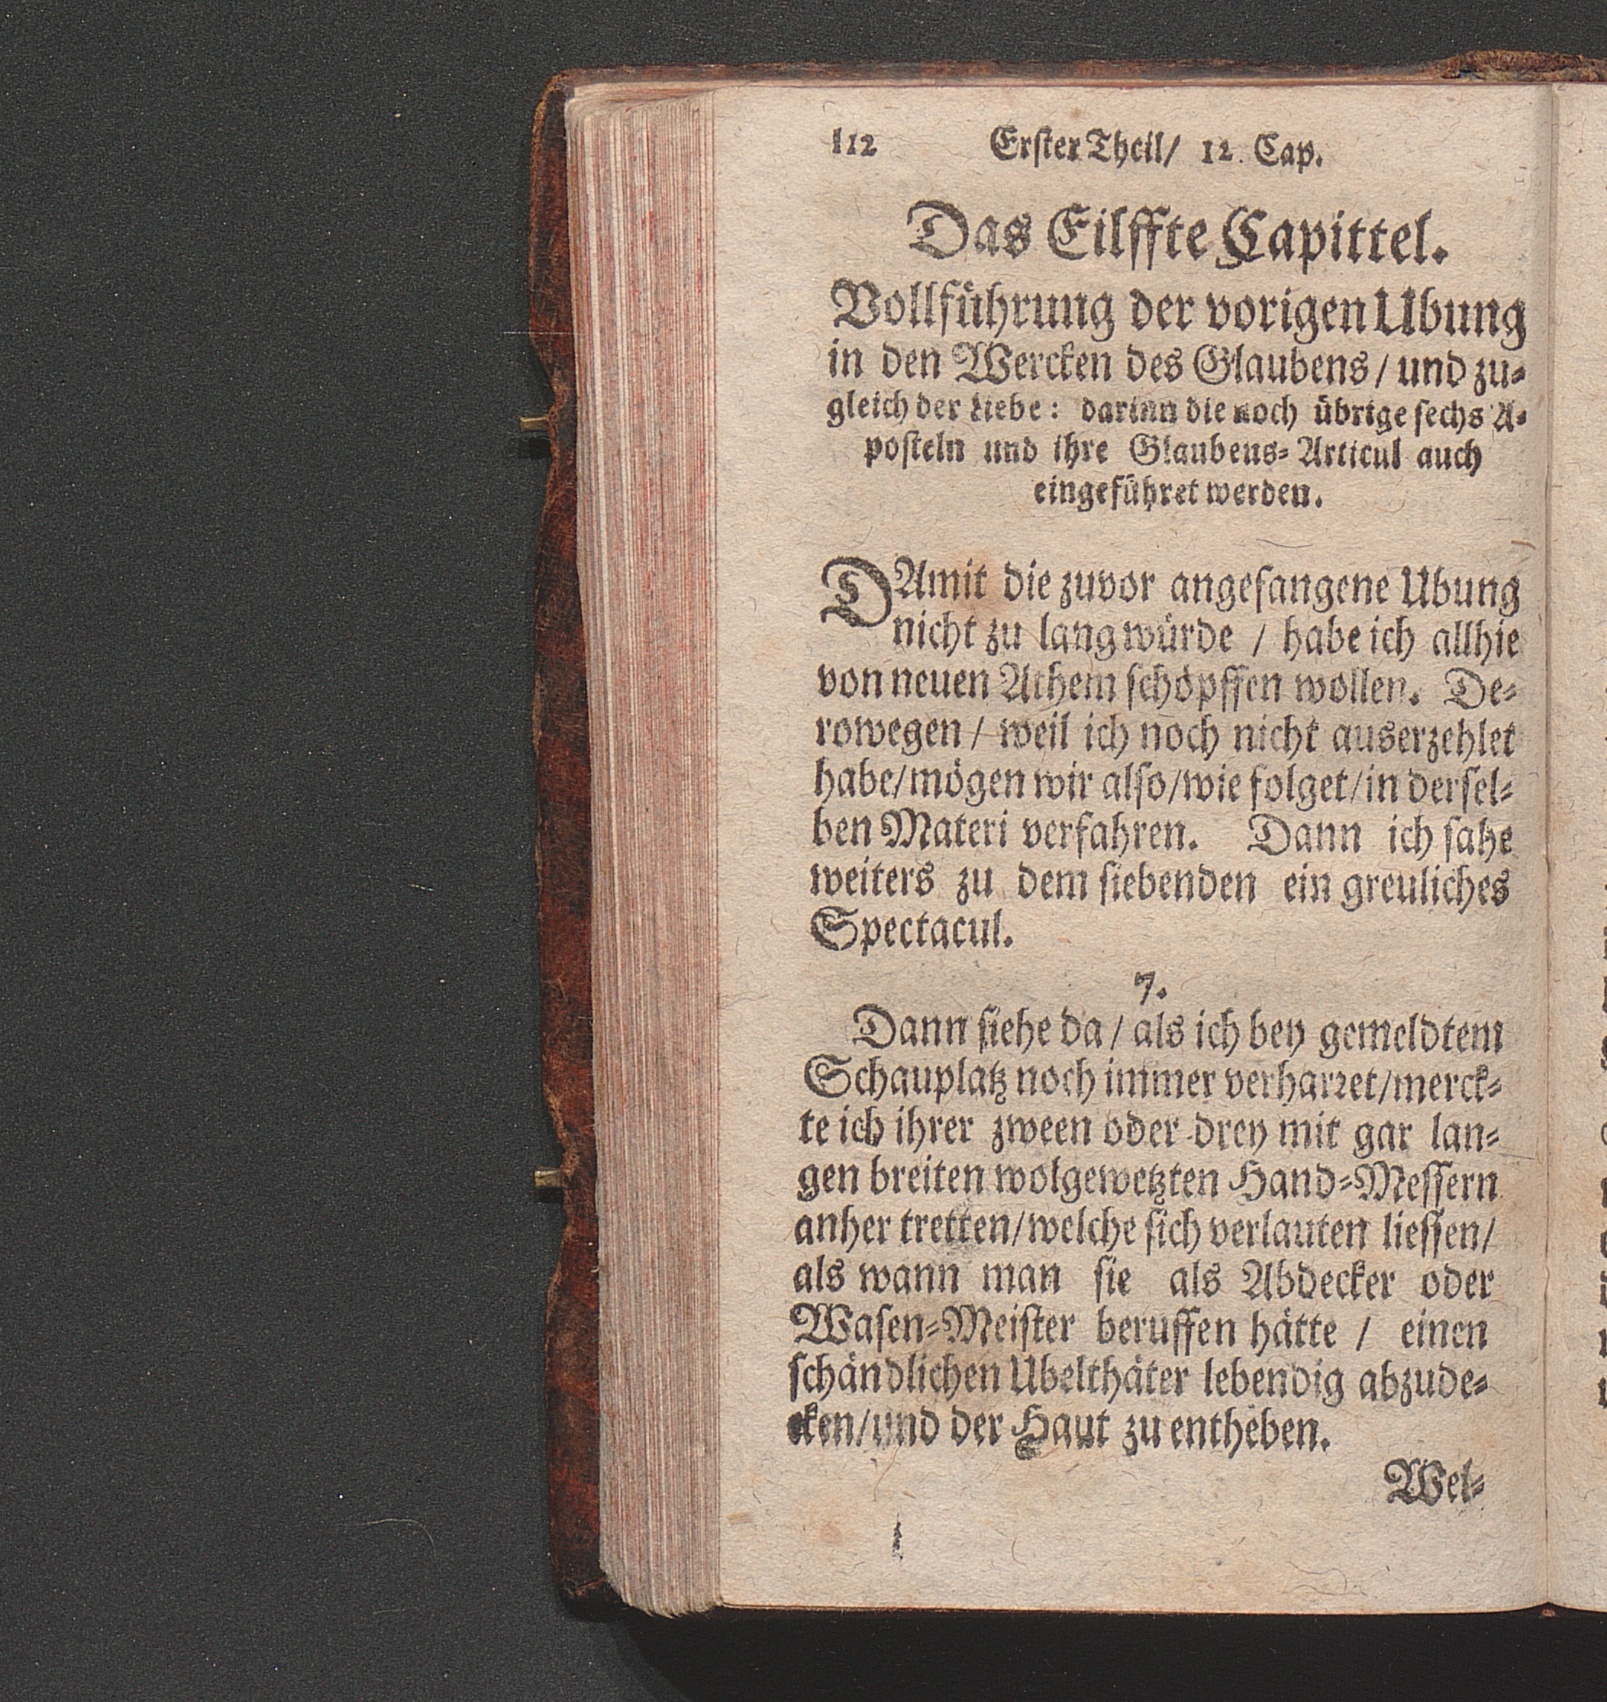 112 Erster Theil/ 12. Cap.
Das Eilffte Capittel.
Vollführung der vorigen Ubung
in den Wercken des Glaubens / und zu-
gleich der Liebe: darinn die noch übrige sechs A-
posteln und ihre Glaubens-Articul auch
eingeführet werden.
DAmit die zuvor angefangene Ubung
nicht zu lang würde / habe ich allhie
von neuen Athem schöpffen wollen. De-
rowegen / weil ich noch nicht auserzehlet
habe/mögen wir also/wie folget/in dersel-
ben Materi verfahren. Dann ich sahe
weiters zu dem siebenden ein greuliches
Spectacul.
7.
Dann siehe da / als ich bey gemeldtem
Schauplatz noch immer verharret/merck-
te ich ihrer zween oder drey mit gar lan-
gen breiten wolgewetzten Hand-Messern
anher tretten/welche sich verlauten liessen/
als wann man sie als Abdecker oder
Wasen-Meister beruffen hätte / einen
schändlichen Ubelthäter lebendig abzude-
cken/und der Haut zu entheben.
Wel-